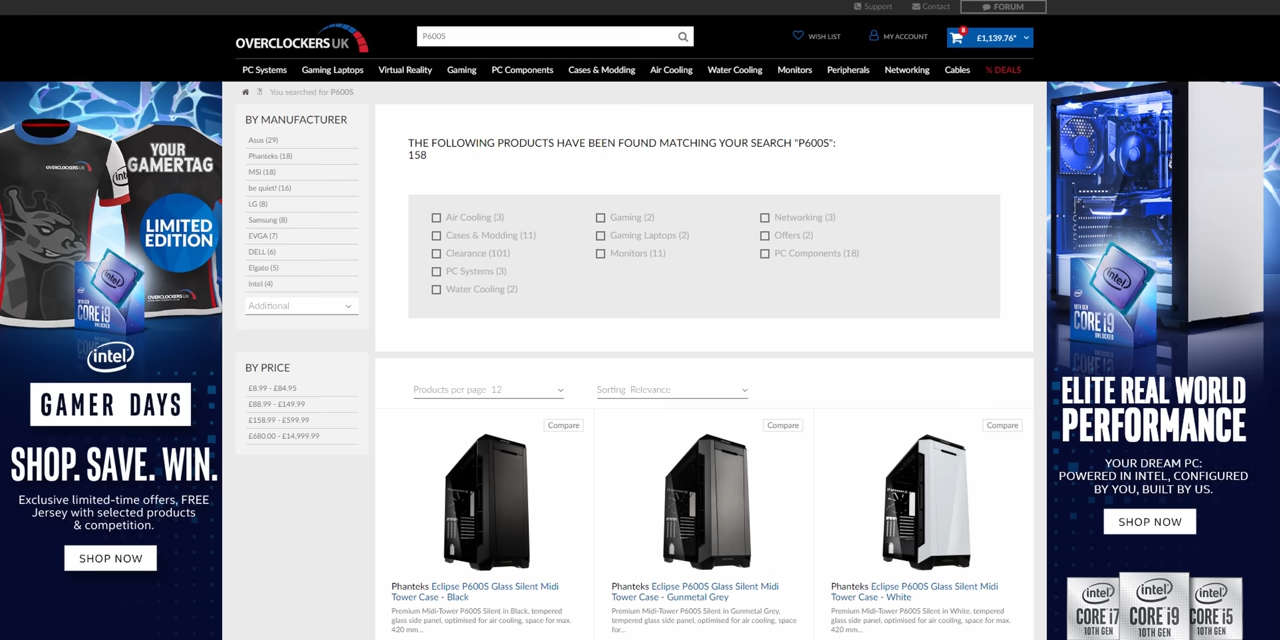 Support
Contact
FORUM
OVERCLOCKERS UK
P600S
WISH LIST
MY ACCOUNT
8
£1,139.76*
PC Systems
Gaming Laptops
Virtual Reality
Gaming
PC Components
Cases & Modding
Air Cooling
Water Cooling
Monitors
Peripherals
Networking
Cables
% DEALS
You searched for P600S
BY MANUFACTURER
Asus (29)
Phanteks (18)
MSI (18)
be quiet! (16)
LG (8)
Samsung (8)
EVGA (7)
DELL (6)
Elgato (5)
Intel (4)
Additional
BY PRICE
£8.99 - £84.95
£88.99 - £149.99
£158.99 - £599.99
£680.00 - £14,999.99
THE FOLLOWING PRODUCTS HAVE BEEN FOUND MATCHING YOUR SEARCH "P600S":
158
Air Cooling (3)
Gaming (2)
Networking (3)
Cases & Modding (11)
Gaming Laptops (2)
Offers (2)
Clearance (101)
Monitors (11)
PC Components (18)
PC Systems (3)
Water Cooling (2)
Products per page 12
Sorting Relevance
Compare
Compare
Compare
Phanteks Eclipse P600S Glass Silent Midi
Tower Case - Black
Premium Midi-Tower P600S Silent in Black, tempered
glass side panel, optimised for air cooling, space for max.
420 mm...
Phanteks Eclipse P600S Glass Silent Midi
Tower Case - Gunmetal Grey
Premium Midi-Tower P600S Silent in Gunmetal Grey,
tempered glass side panel, optimised for air cooling, space
for...
Phanteks Eclipse P600S Glass Silent Midi
Tower Case - White
Premium Midi-Tower P600S Silent in White, tempered
glass side panel, optimised for air cooling, space for max.
420 mm...
OVERCLOCKERS UK
YOUR
GAMERTAG
int
LIMITED
EDITION
intel
CORE i9
UNLOCKED
OVERCLOCKERS UK
intel
GAMER DAYS
SHOP. SAVE. WIN.
Exclusive limited-time offers, FREE
Jersey with selected products
& competition.
SHOP NOW
intel
CORE i9
UNLOCKED
ELITE REAL WORLD
PERFORMANCE
YOUR DREAM PC:
POWERED IN INTEL, CONFIGURED
BY YOU, BUILT BY US.
SHOP NOW
intel
CORE i7
10TH GEN
intel
CORE i9
10TH GEN
intel
CORE i5
10TH GEN